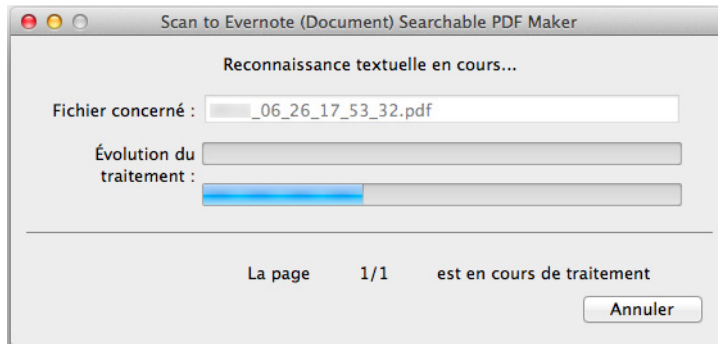 Scan to Evernote (Document) Searchable PDF Maker
Reconnaissance textuelle en cours...
Fichier concerné : _06_26_17_53_32.pdf
Évolution du
traitement :
La page 1/1 est en cours de traitement
Annuler